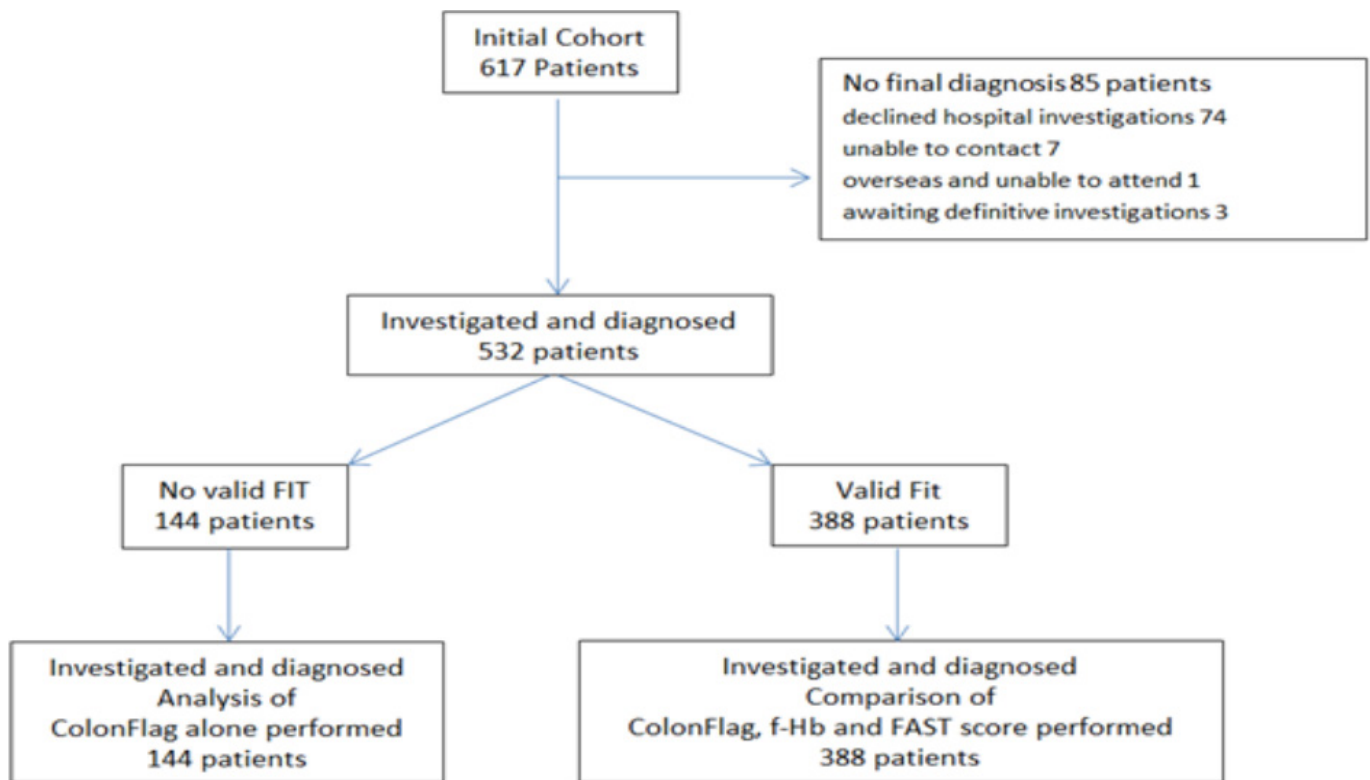 Initial Cohort
617 Patients
No final diagnosis 85 patients
declined hospital investigations 74
unable to contact 7
overseas and unable to attend 1
awaiting definitive investigations 3
Investigated and diagnosed
532 patients
No valid FIT
144 patients
Valid Fit
388 patients
Investigated and diagnosed
Analysis of
ColonFlag alone performed
144 patients
Investigated and diagnosed
Comparison of
ColonFlag, f-Hb and FAST score performed
388 patients